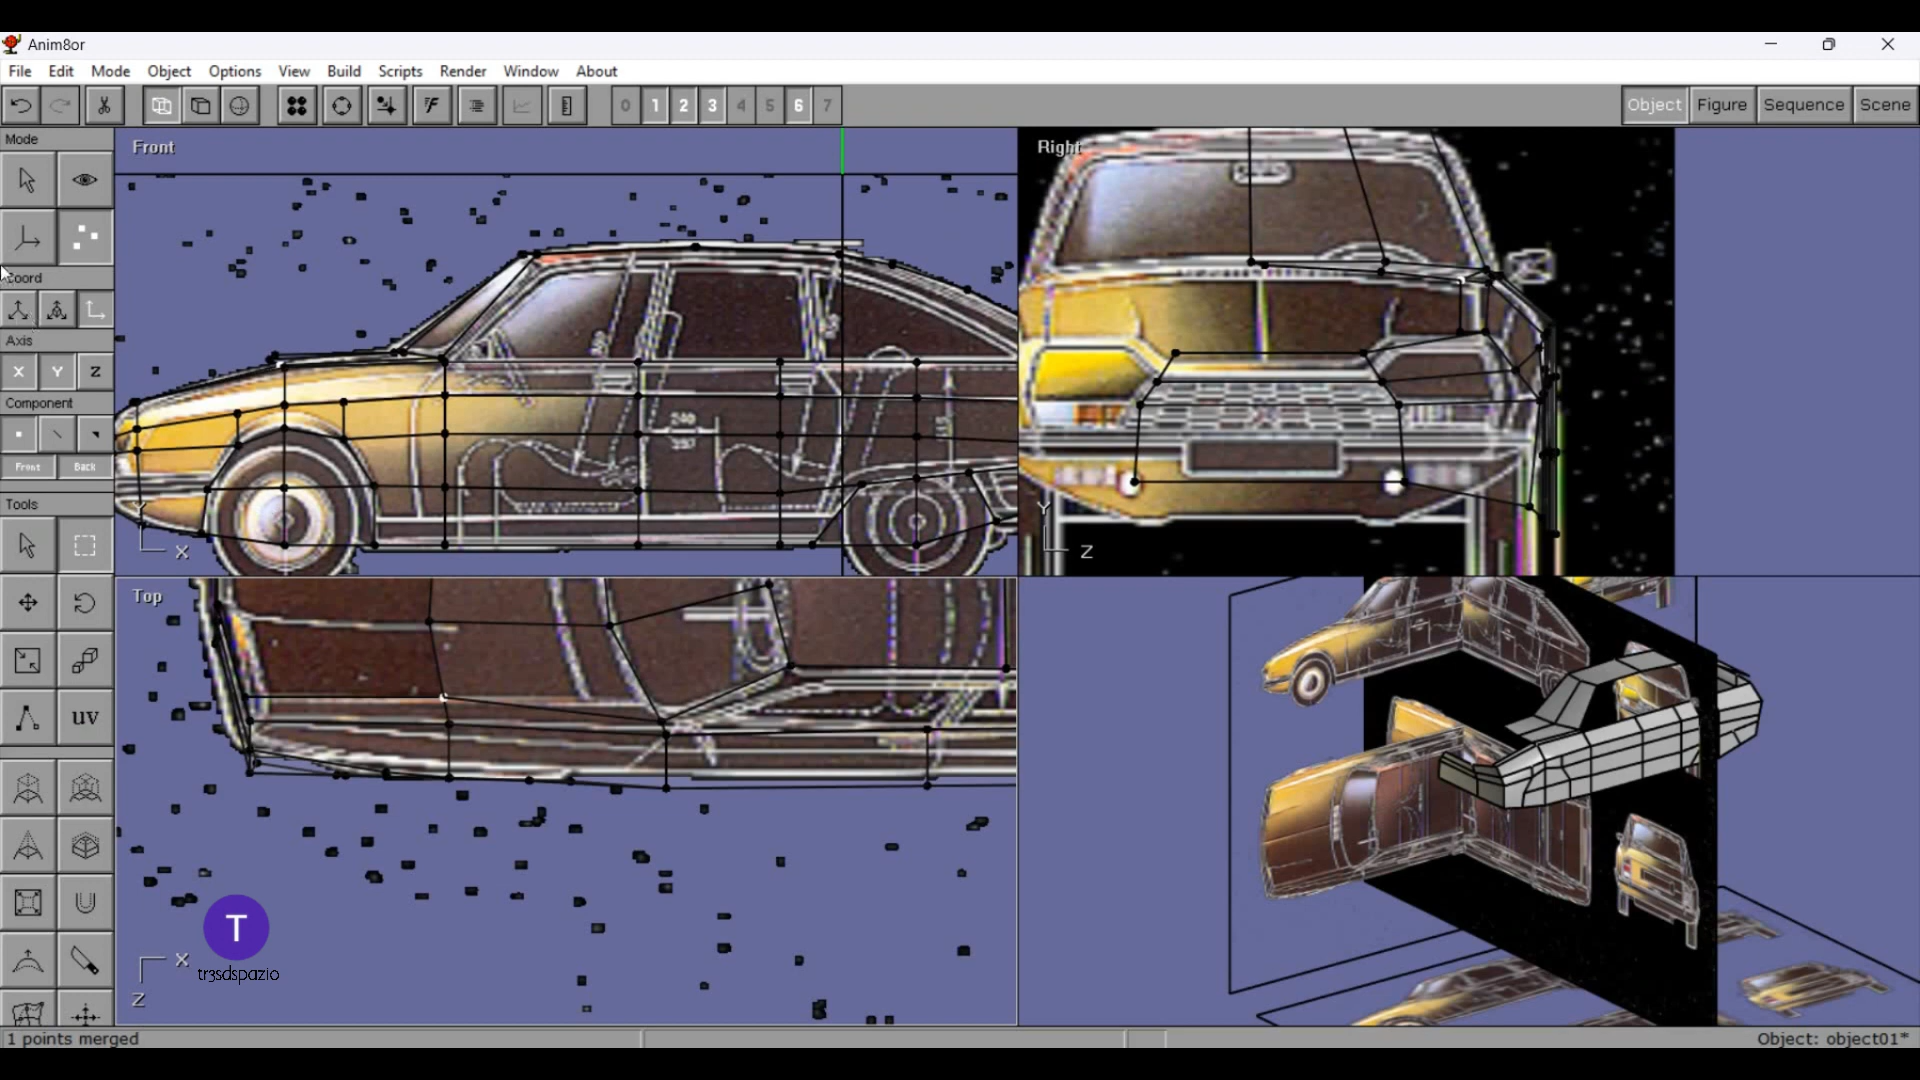 Anim8or
File Edit Mode Object Options View Build Scripts Render Window About
0 1 2 3 4 5 6 7
Object Figure Sequence Scene
Mode
Coord
Axis
X Y Z
Component
Front Back
Tools
UV
Front
Y
X
Right
Y
Z
240
Top
X
Z
T
tr3sdspazio
1 points merged
Object: object01*